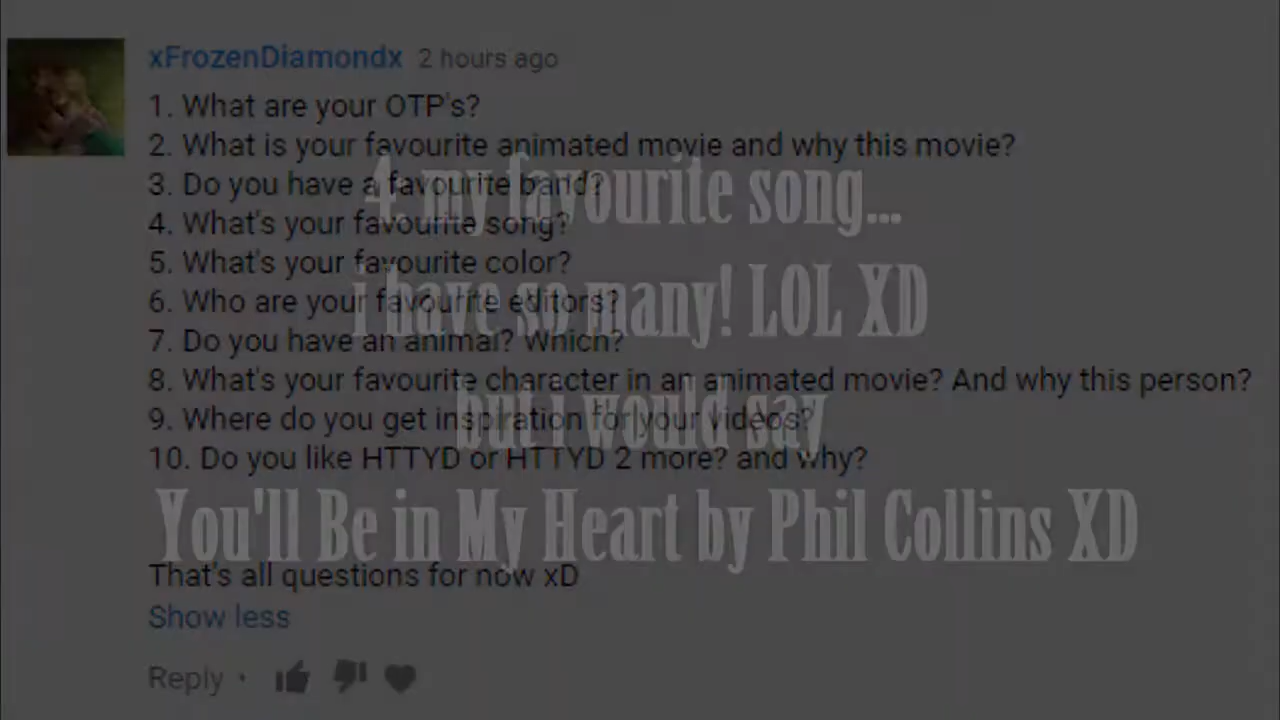 xFrozenDiamondx 2 hours ago
1. What are your OTP's?
2. What is your favourite animated movie and why this movie?
3. Do you have a favourite band?
4. What's your favourite song?
5. What's your favourite color?
6. Who are your favourite editors?
7. Do you have an animal? Which?
8. What's your favourite character in an animated movie? And why this person?
9. Where do you get inspiration for your videos?
10. Do you like HTTYD or HTTYD 2 more? and why?
That's all questions for now xD
Show less
Reply
4: my favourite song...
i have so many! LOL XD
but i would say
You'll Be in My Heart by Phil Collins XD